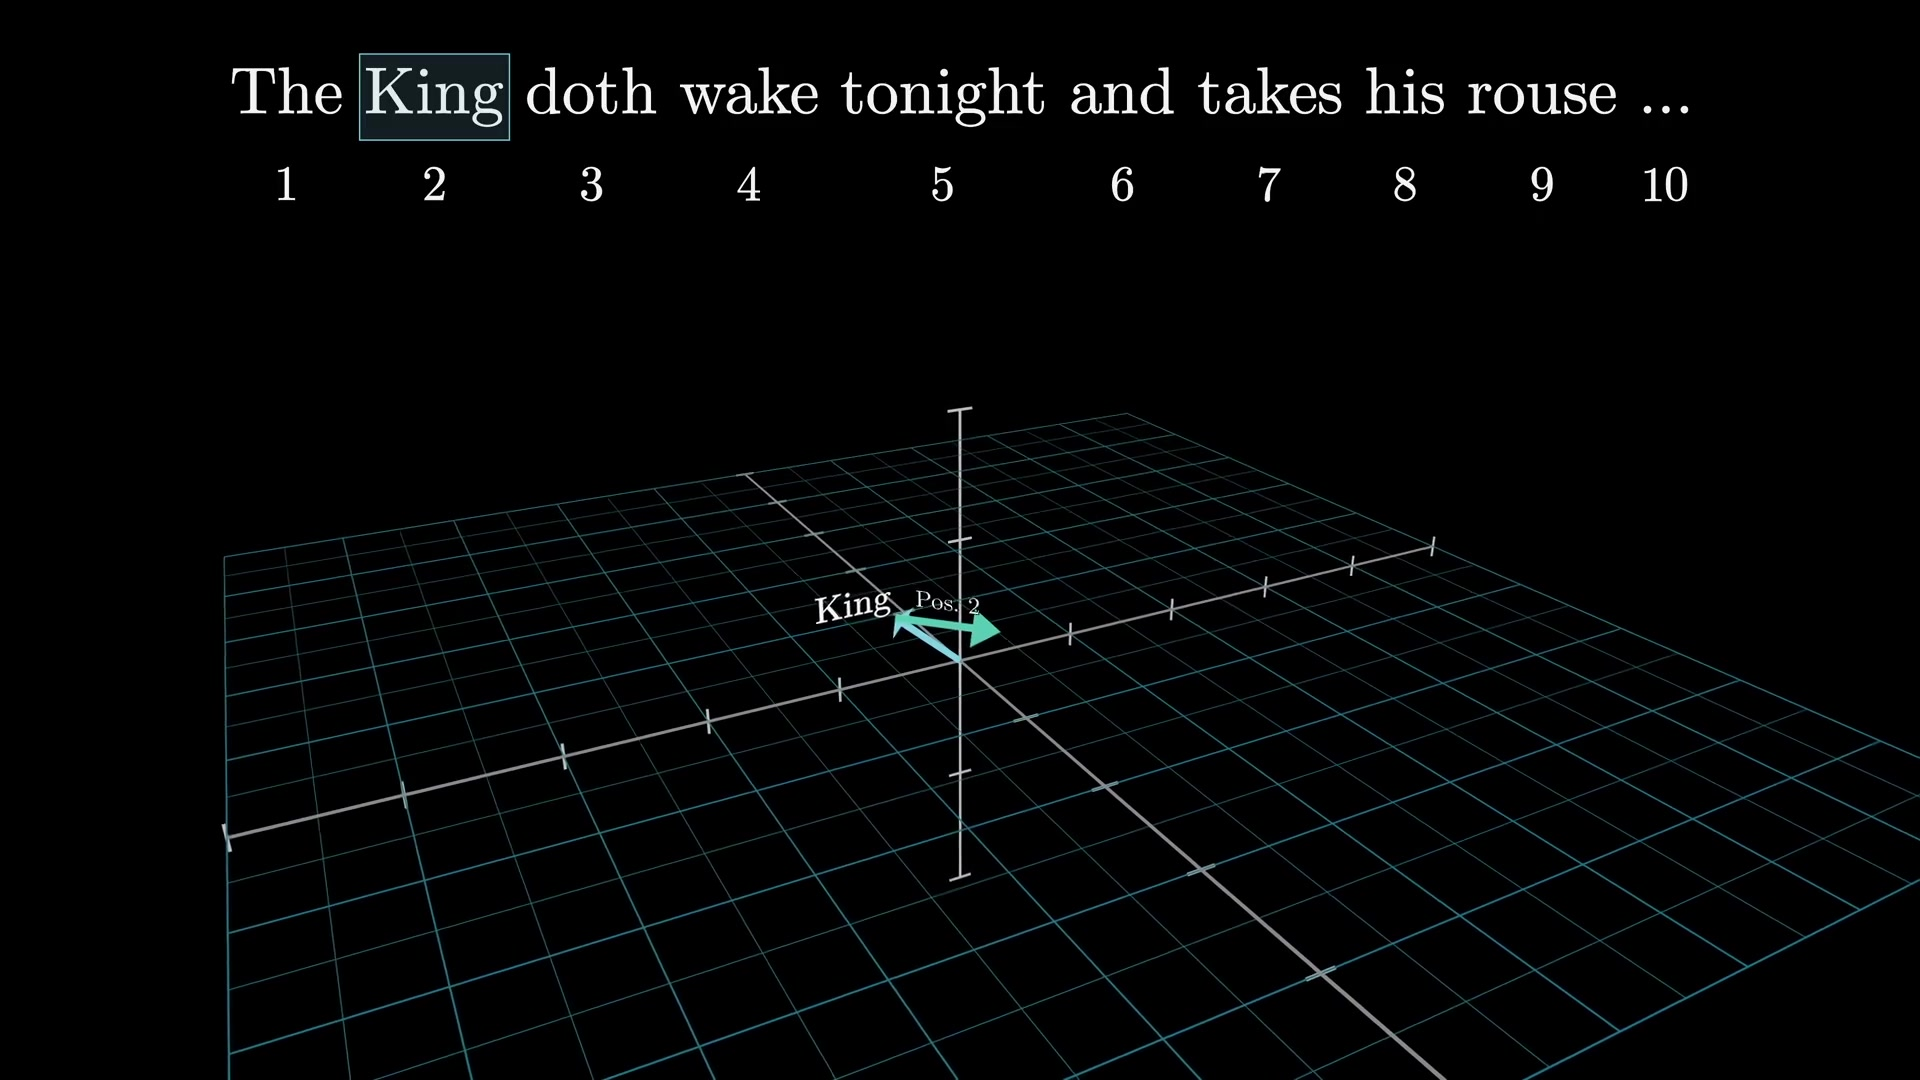 The King doth wake tonight and takes his rouse ...
1 2 3 4 5 6 7 8 9 10
King Pos. 2